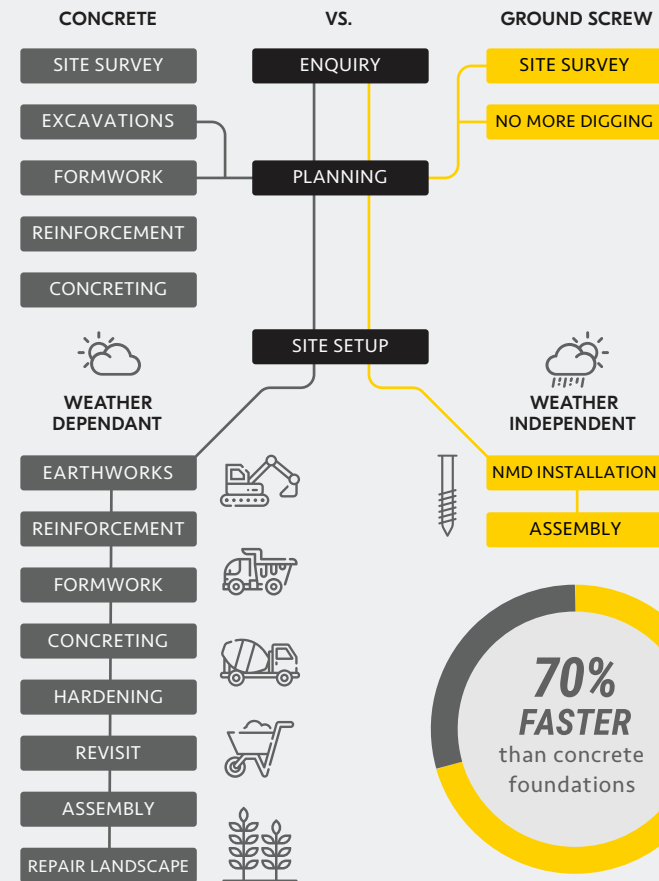 CONCRETE
VS.
GROUND SCREW
SITE SURVEY
ENQUIRY
SITE SURVEY
EXCAVATIONS
NO MORE DIGGING
FORMWORK
PLANNING
REINFORCEMENT
CONCRETING
SITE SETUP
WEATHER
DEPENDANT
WEATHER
INDEPENDENT
EARTHWORKS
NMD INSTALLATION
REINFORCEMENT
ASSEMBLY
FORMWORK
CONCRETING
HARDENING
REVISIT
ASSEMBLY
REPAIR LANDSCAPE
70%
FASTER
than concrete
foundations